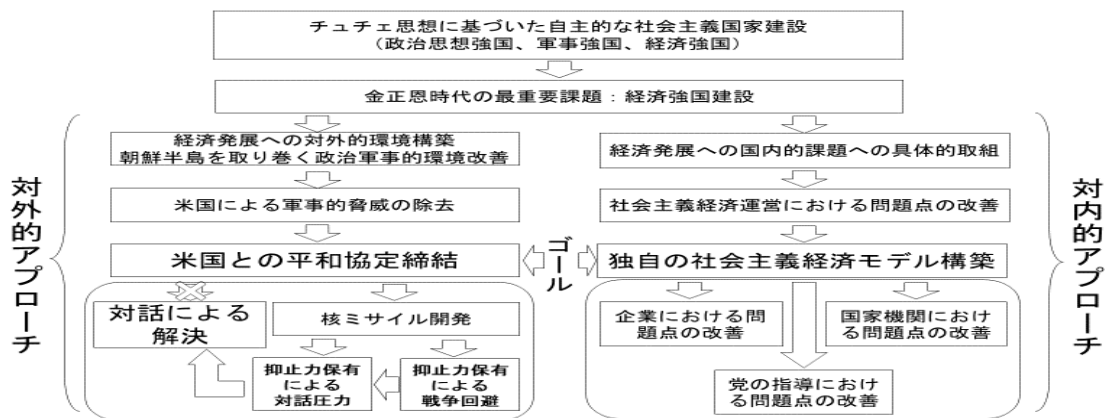 チュチェ思想に基づいた自主的な社会主義国家建設
（政治思想強国、軍事強国、経済強国）
金正恩時代の最重要課題：経済強国建設
対外的アプローチ
経済発展への対外的環境構築
朝鮮半島を取り巻く政治軍事的環境改善
米国による軍事的脅威の除去
米国との平和協定締結
対話による
解決
核ミサイル開発
抑止力保有
による
対話圧力
抑止力保有
による
戦争回避
ゴール
経済発展への国内的課題への具体的取組
社会主義経済運営における問題点の改善
独自の社会主義経済モデル構築
企業における問
題点の改善
国家機関におけ
る問題点の改善
党の指導におけ
る問題点の改善
対内的アプローチ